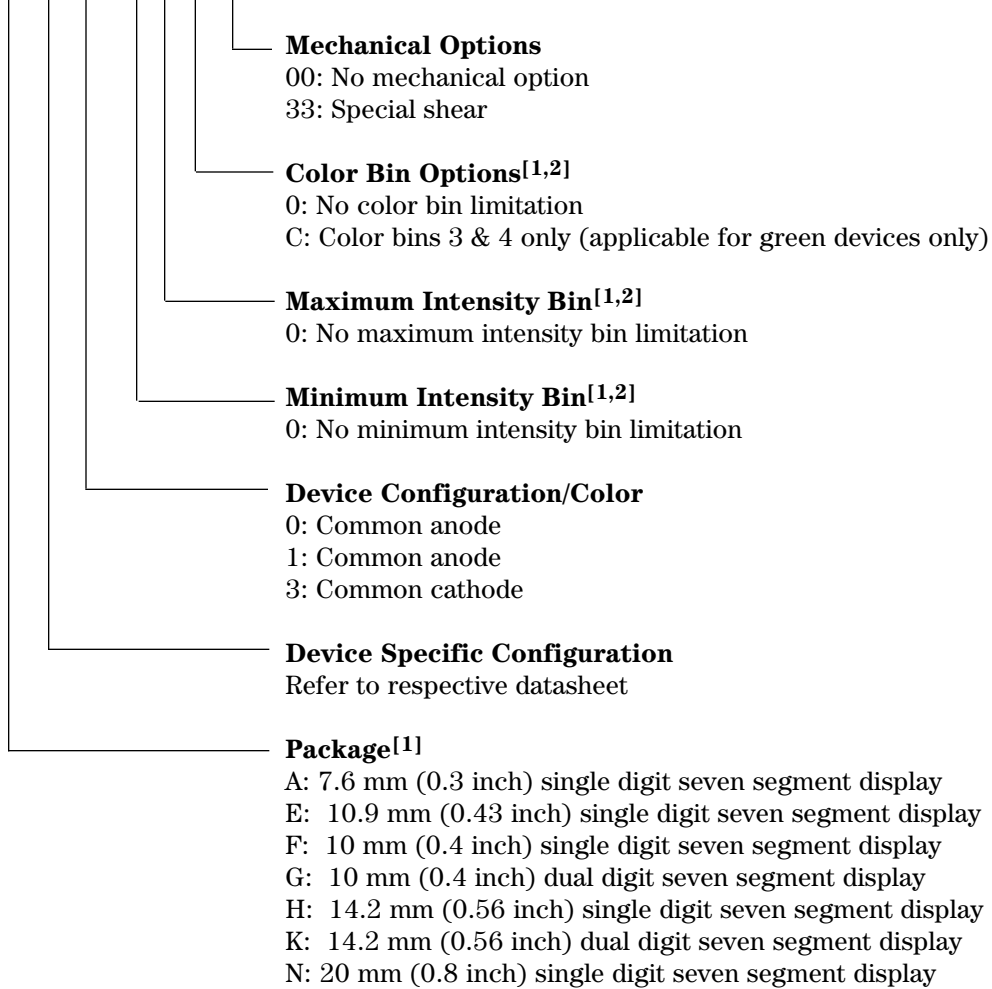 Mechanical Options
00: No mechanical option
33: Special shear
Color Bin Options[1,2]
0: No color bin limitation
C: Color bins 3 & 4 only (applicable for green devices only)
Maximum Intensity Bin[1,2]
0: No maximum intensity bin limitation
Minimum Intensity Bin[1,2]
0: No minimum intensity bin limitation
Device Configuration/Color
0: Common anode
1: Common anode
3: Common cathode
Device Specific Configuration
Refer to respective datasheet
Package[1]
A: 7.6 mm (0.3 inch) single digit seven segment display
E: 10.9 mm (0.43 inch) single digit seven segment display
F: 10 mm (0.4 inch) single digit seven segment display
G: 10 mm (0.4 inch) dual digit seven segment display
H: 14.2 mm (0.56 inch) single digit seven segment display
K: 14.2 mm (0.56 inch) dual digit seven segment display
N: 20 mm (0.8 inch) single digit seven segment display